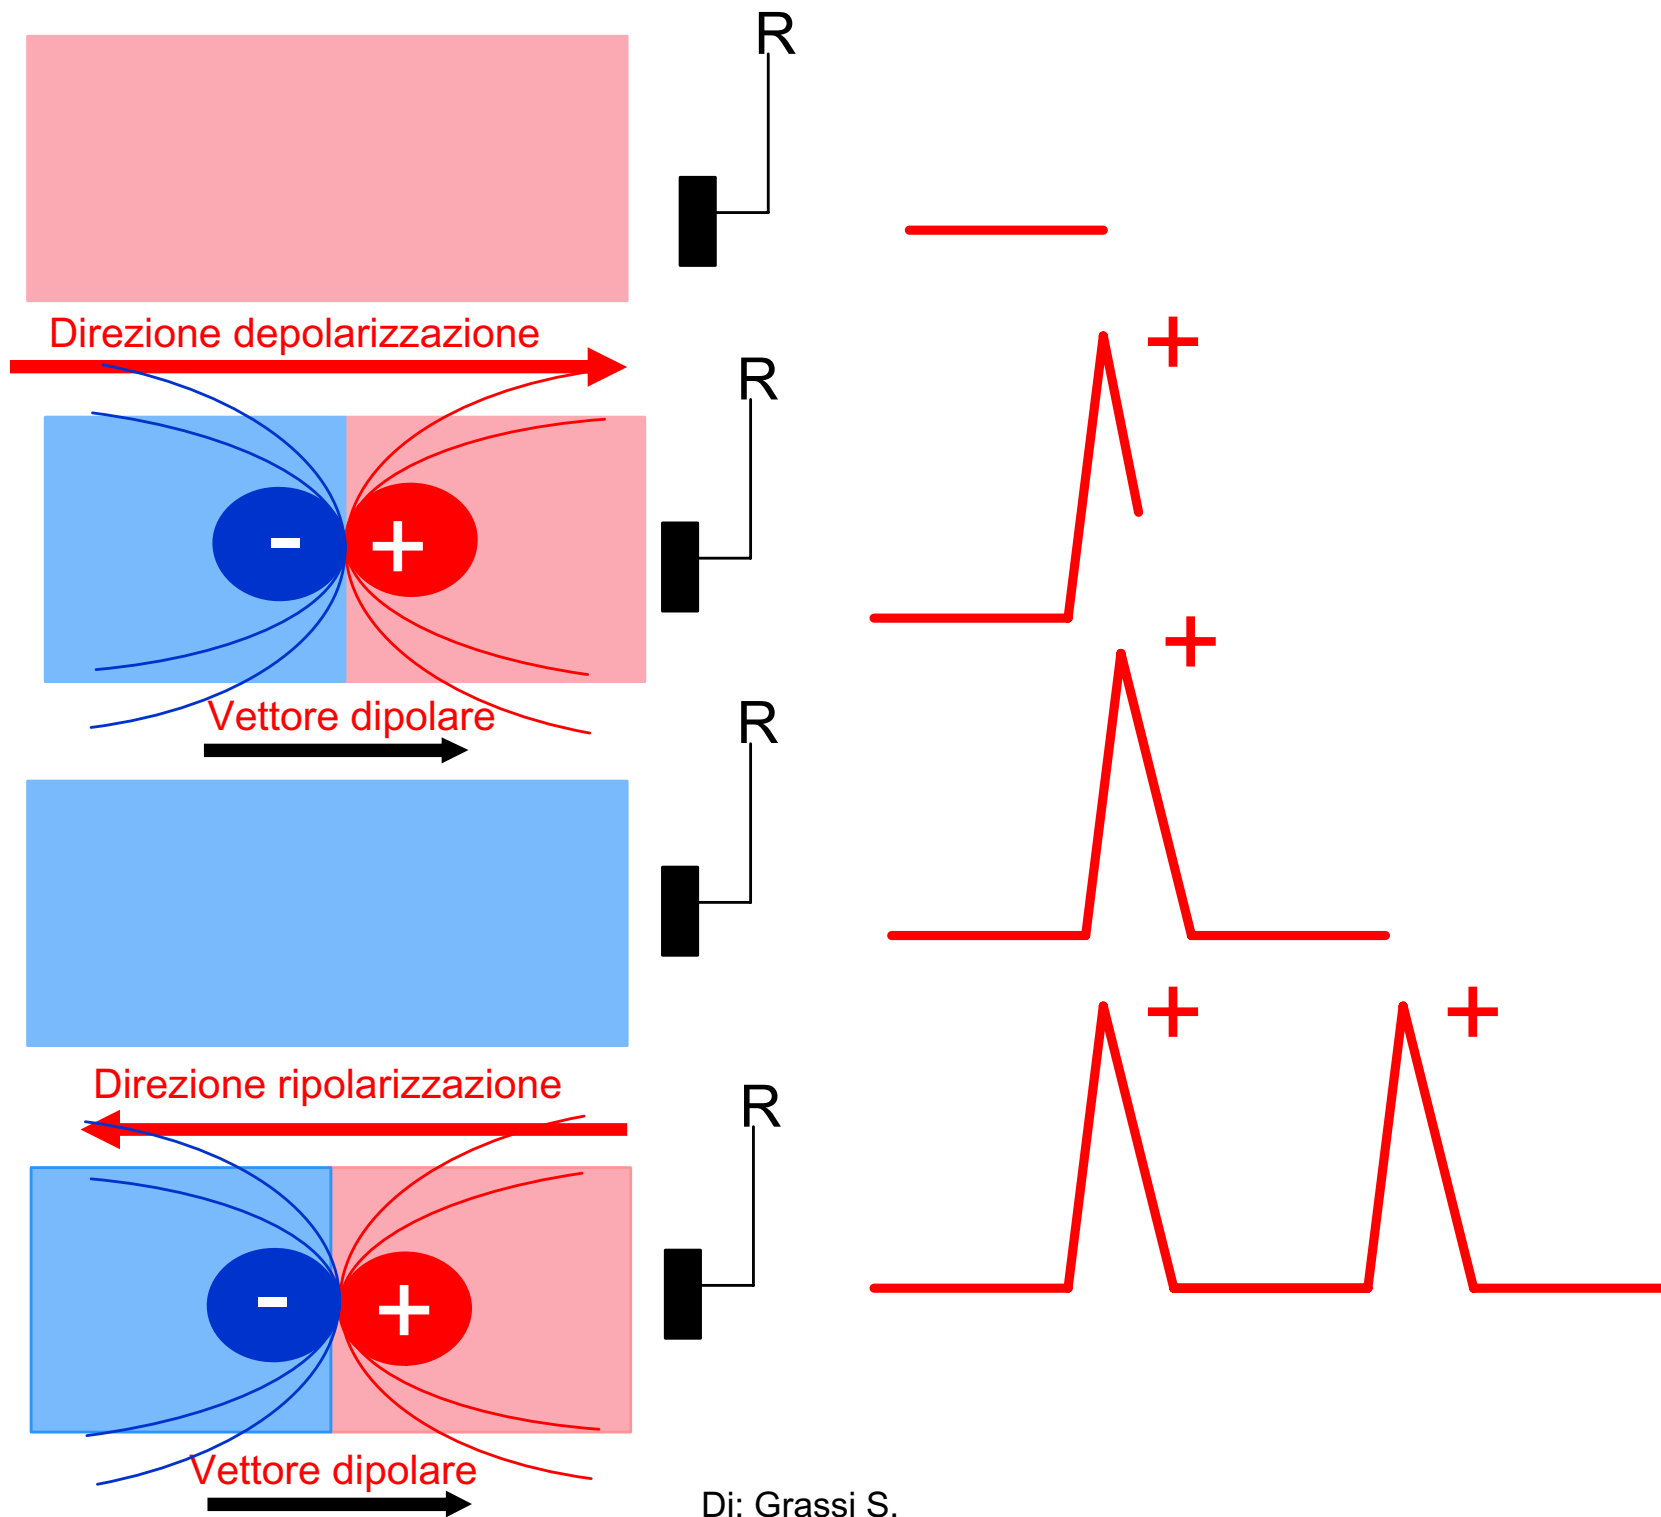 R
+
Direzione depolarizzazione
R
- +
+
Vettore dipolare
R
+ +
Direzione ripolarizzazione
R
- +
Vettore dipolare
Di: Grassi S.